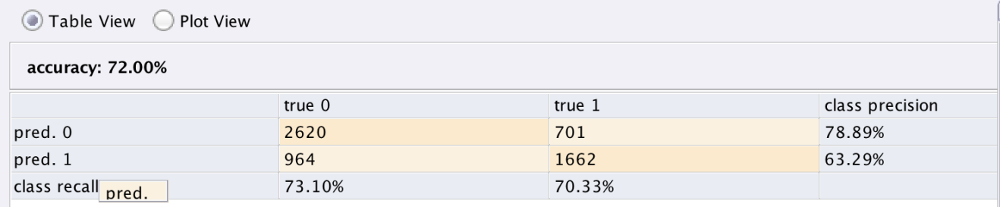 Table View Plot View
accuracy: 72.00%
true 0 true 1 class precision
pred. 0 2620 701 78.89%
pred. 1 964 1662 63.29%
class recall 73.10% 70.33%
pred.